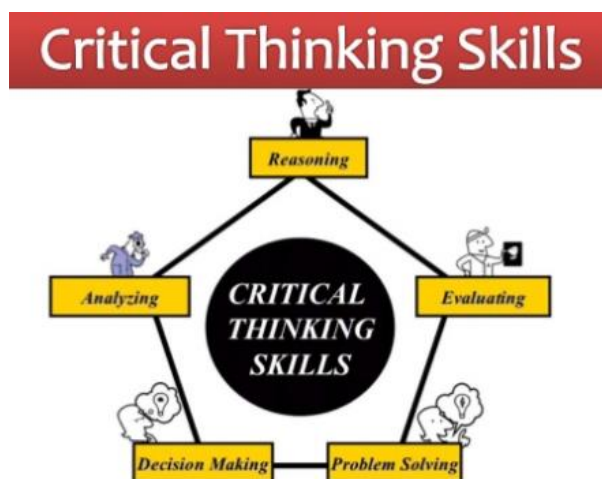 Critical Thinking Skills
Reasoning
Analyzing
Evaluating
CRITICAL
THINKING
SKILLS
Decision Making
Problem Solving